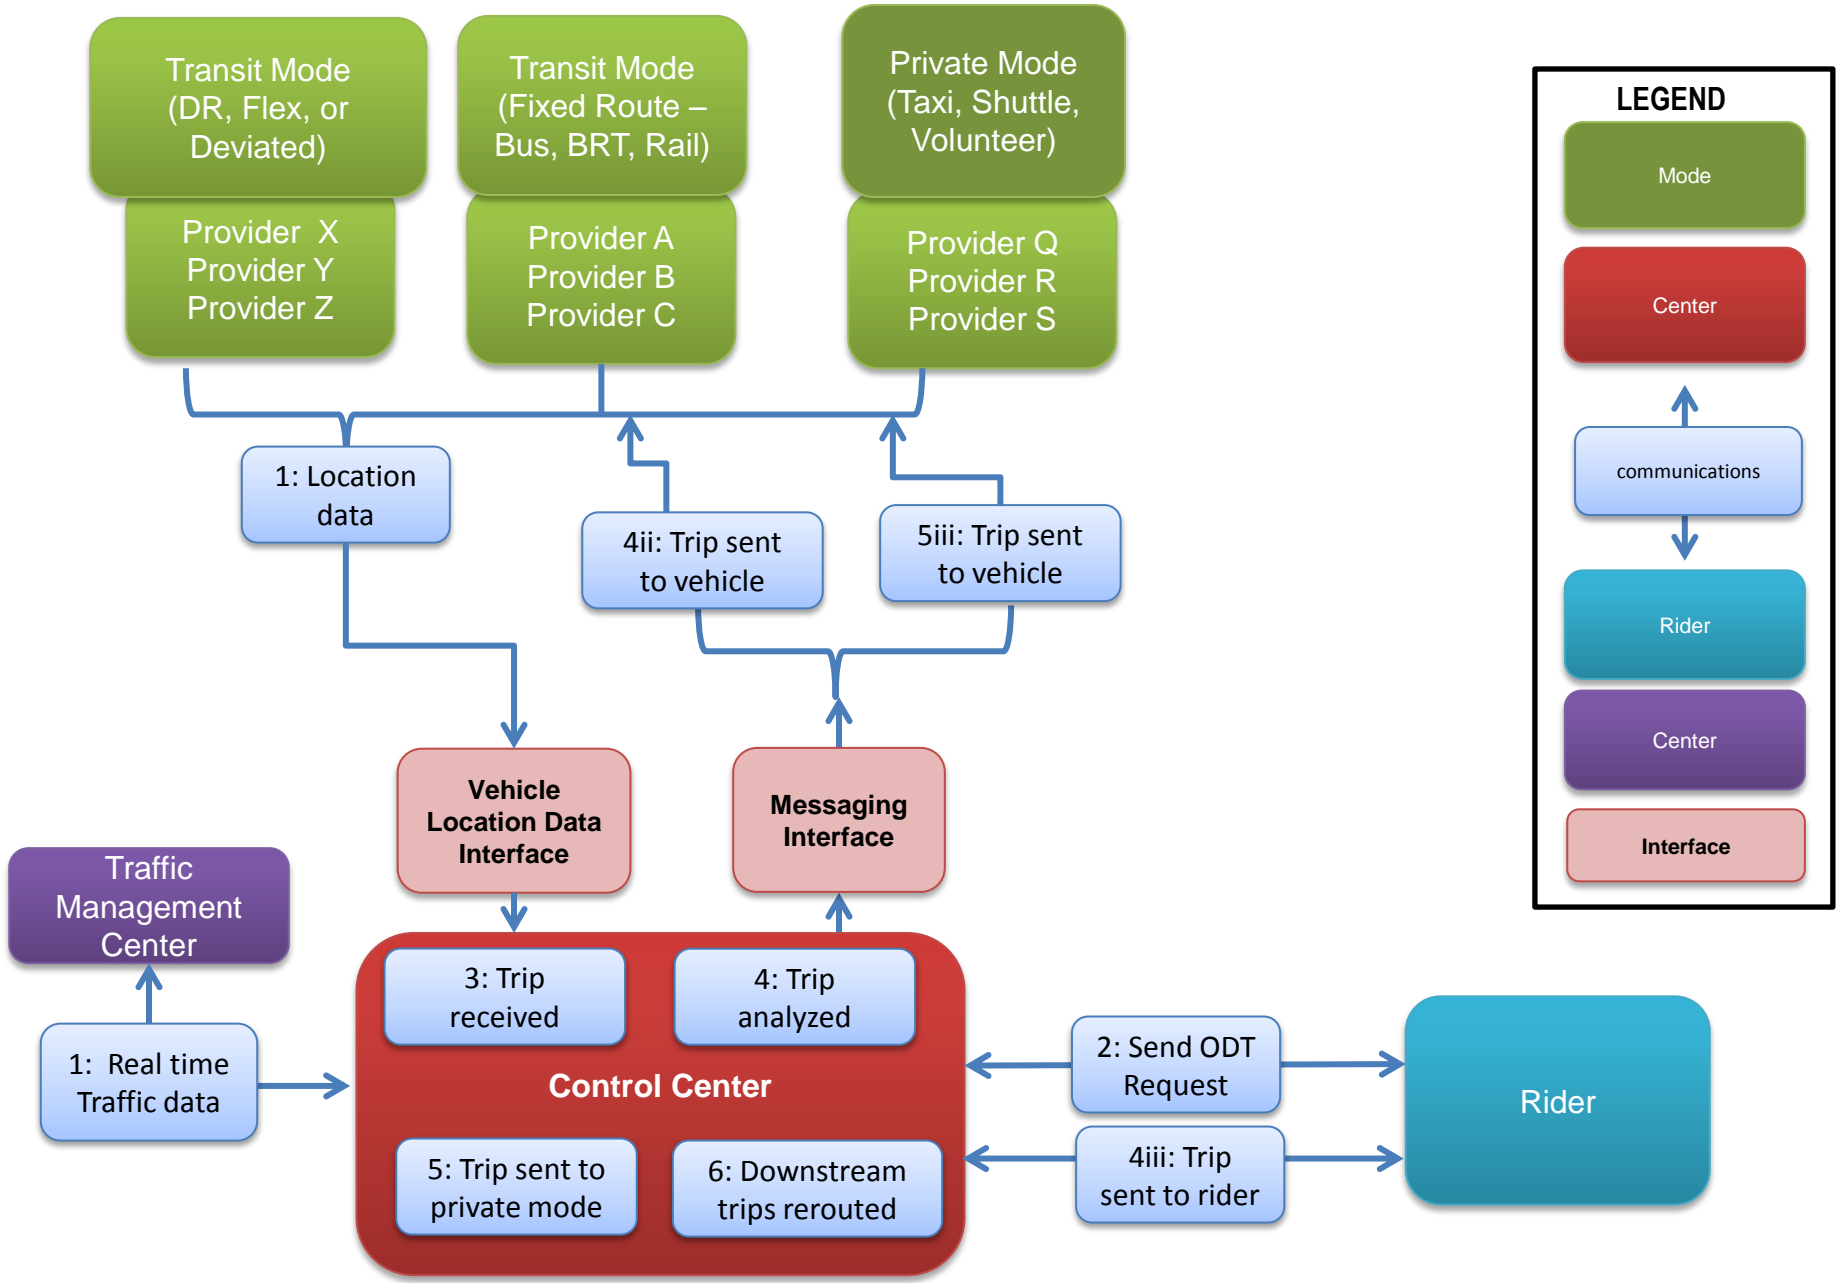 Transit Mode
(DR, Flex, or
Deviated)
Provider  X
Provider Y
Provider Z
Transit Mode
(Fixed Route –
Bus, BRT, Rail)
Provider A
Provider B
Provider C
Private Mode
(Taxi, Shuttle,
Volunteer)
Provider Q
Provider R
Provider S
1: Location
data
4ii: Trip sent
to vehicle
5iii: Trip sent
to vehicle
Vehicle
Location Data
Interface
Messaging
Interface
Traffic
Management
Center
1:  Real time
Traffic data
3: Trip
received
4: Trip
analyzed
Control Center
5: Trip sent to
private mode
6: Downstream
trips rerouted
2: Send ODT
Request
4iii: Trip
sent to rider
Rider
LEGEND
Mode
Center
communications
Rider
Center
Interface